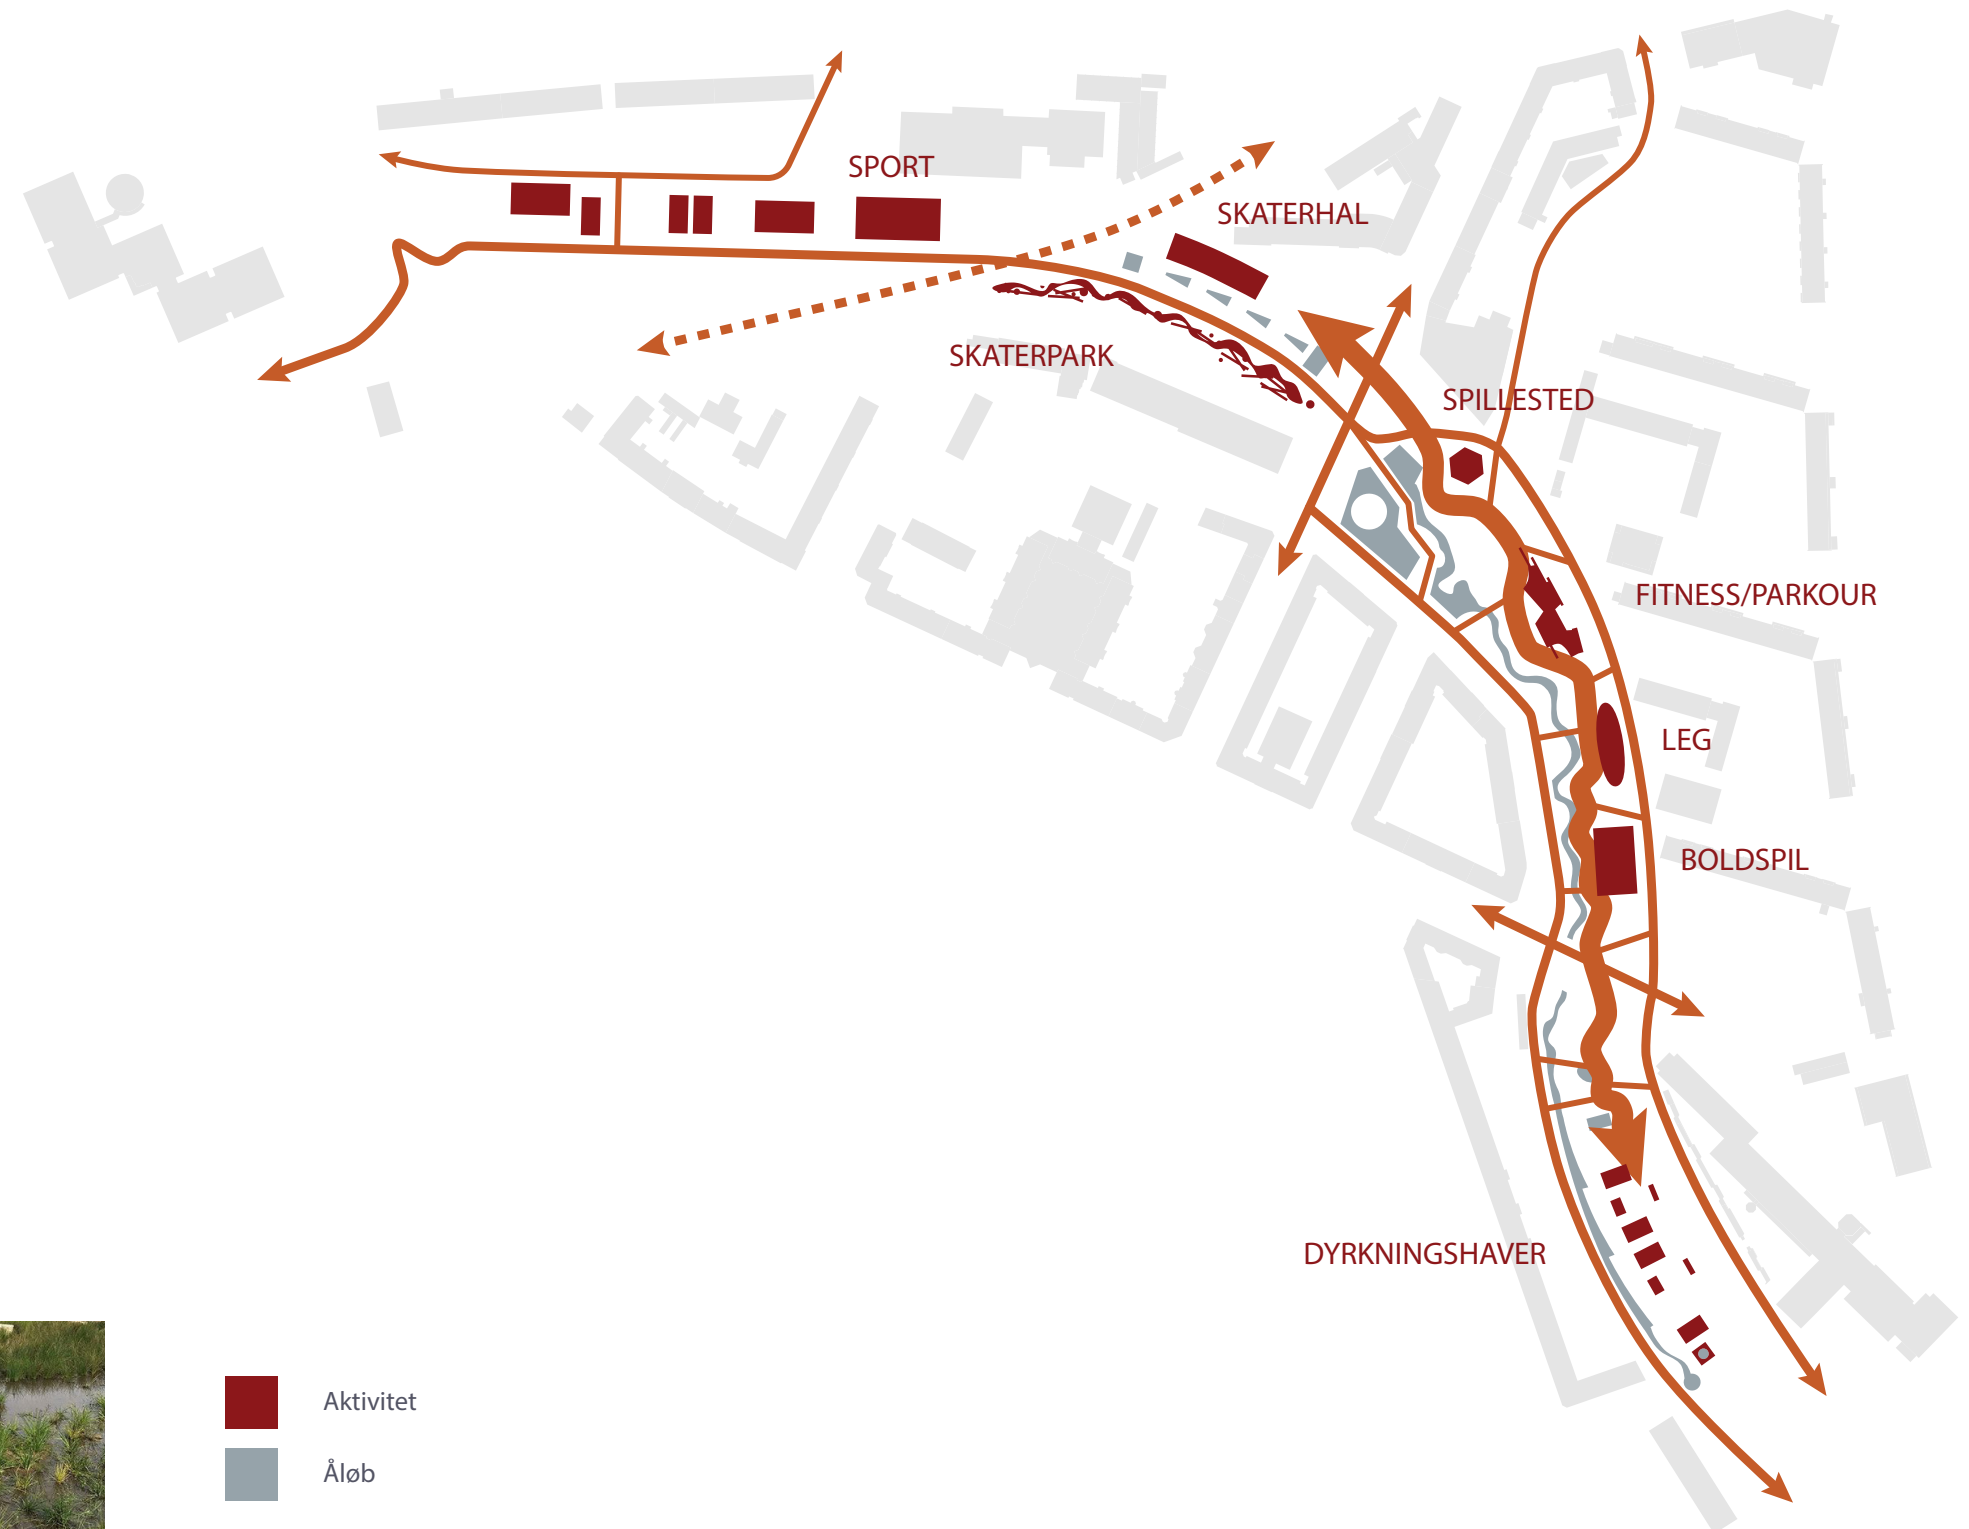 SPORT
SKATERHAL
SKATERPARK
SPILLESTED
FITNESS/PARKOUR
LEG
BOLDSPIL
DYRKNINGSHAVER
Aktivitet
Åløb